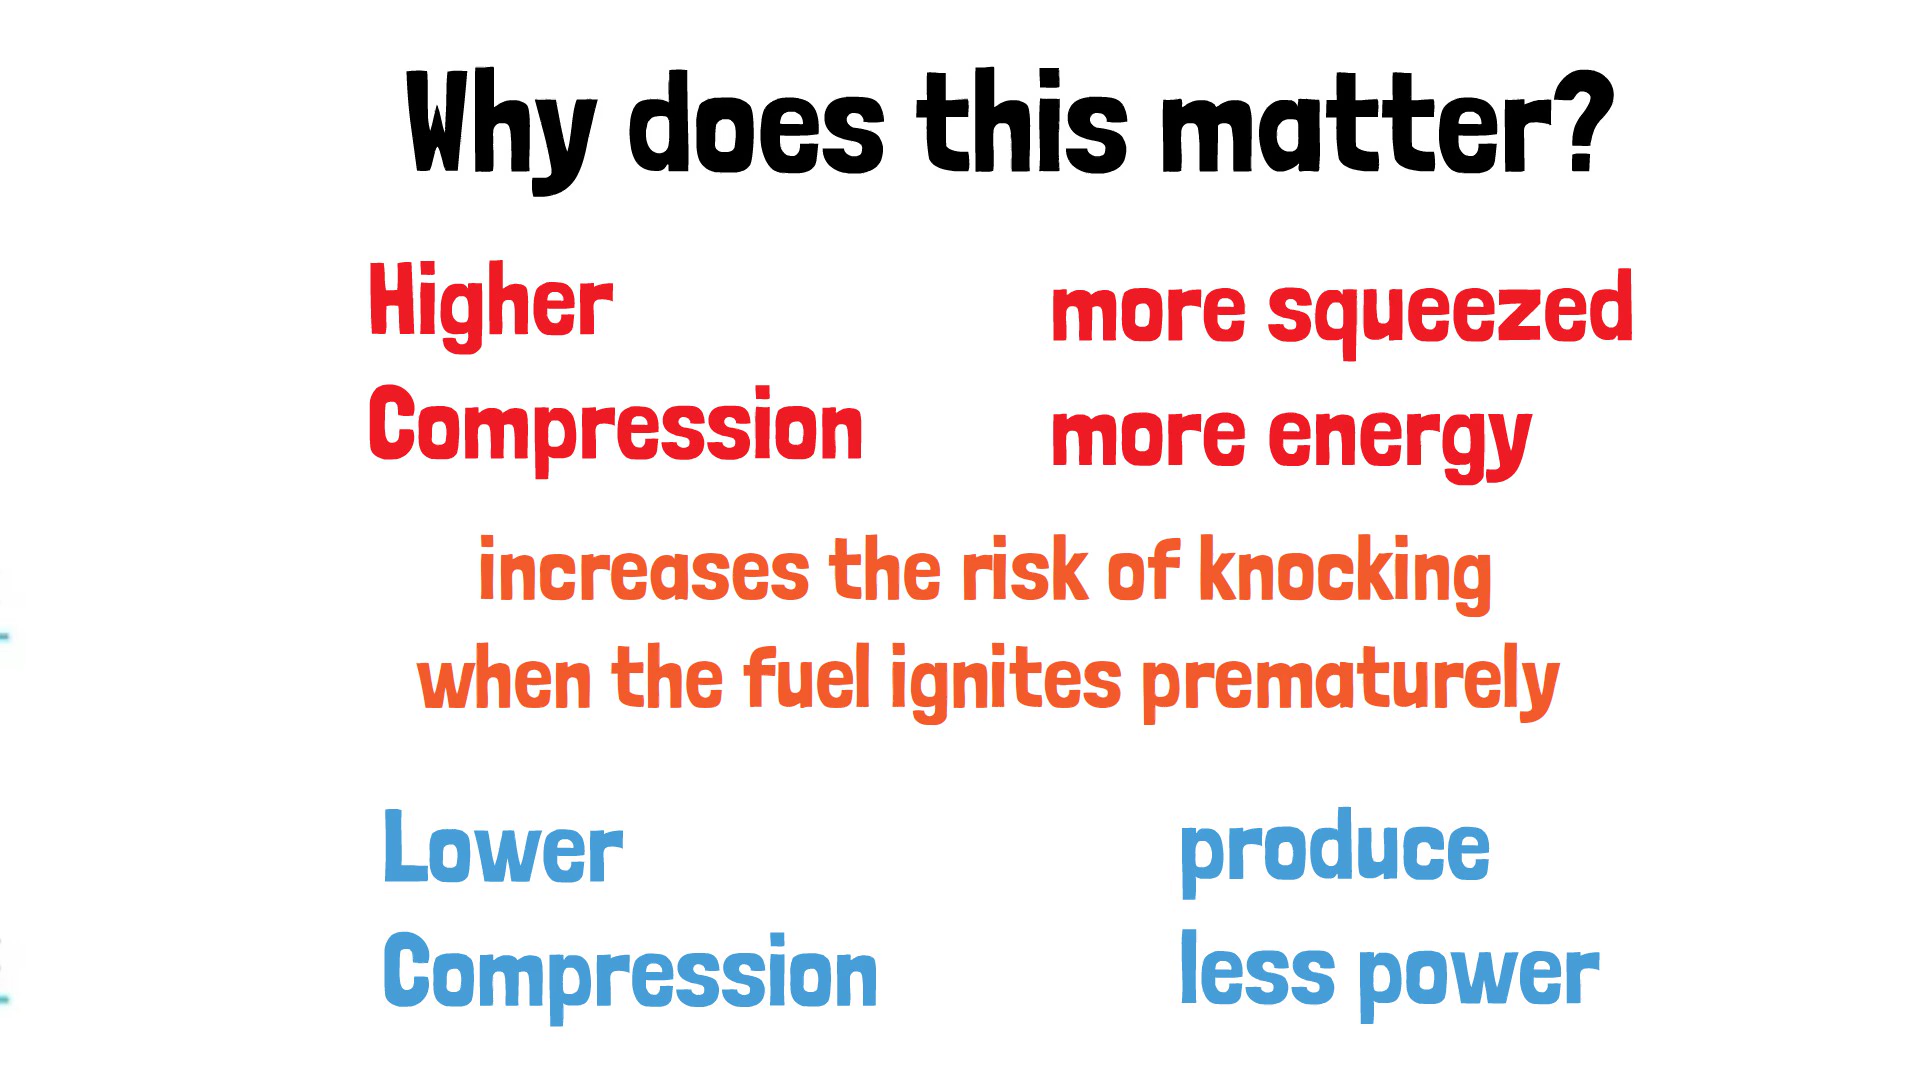 Why does this matter?
Higher
Compression
more squeezed
more energy
increases the risk of knocking
when the fuel ignites prematurely
Lower
Compression
produce
less power